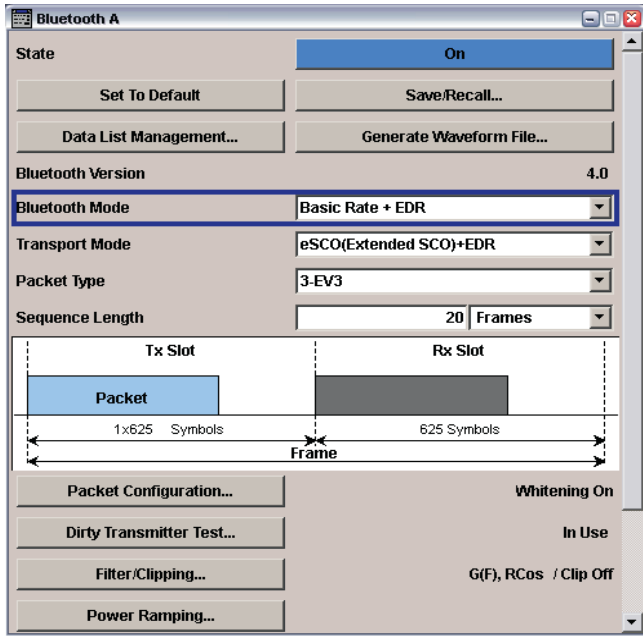 Bluetooth A
State On
Set To Default Save/Recall...
Data List Management... Generate Waveform File...
Bluetooth Version 4.0
Bluetooth Mode Basic Rate + EDR
Transport Mode eSCO(Extended SCO)+EDR
Packet Type 3-EV3
Sequence Length 20 Frames
Tx Slot Rx Slot
Packet
1x625 Symbols 625 Symbols
Frame
Packet Configuration... Whitening On
Dirty Transmitter Test... In Use
Filter/Clipping... G(F), RCos / Clip Off
Power Ramping...